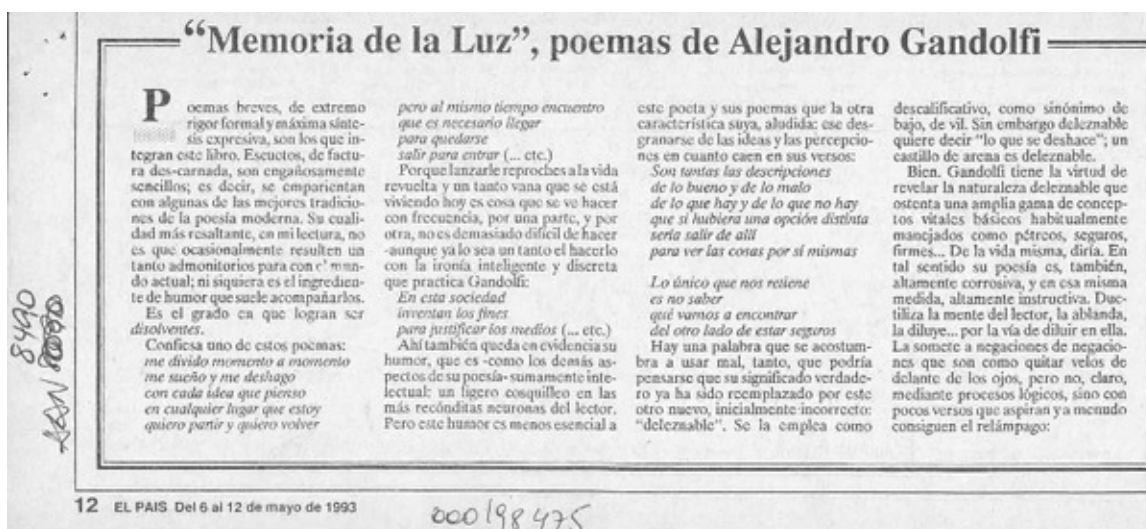 “Memoria de la Luz”, poemas de Alejandro Gandolfi
Poemas breves, de extremo
rigor formal y máxima sínte-
sis expresiva, son los que in-
tegran este libro. Escuetos, de factu-
ra des-carnada, son engañosamente
sencillos; es decir, se emparientan
con algunas de las mejores tradicio-
nes de la poesía moderna. Su cuali-
dad más resaltante, en mi lectura, no
es que ocasionalmente resulten un
tanto admonitorios para con el mun-
do actual; ni siquiera es el ingredien-
te de humor que suele acompañarlos.
Es el grado en que logran ser
disolventes.
Confiesa uno de estos poemas:
me divido momento a momento
me sueño y me deshago
con cada idea que pienso
en cualquier lugar que estoy
quiero partir y quiero volver
pero al mismo tiempo encuentro
que es necesario llegar
para quedarse
salir para entrar (... etc.)
Porque lanzarle reproches a la vida
revuelta y un tanto vana que se está
viviendo hoy es cosa que se ve hacer
con frecuencia, por una parte, y por
otra, no es demasiado difícil de hacer
-aunque ya lo sea un tanto el hacerlo
con la ironía inteligente y discreta
que practica Gandolfi:
En esta sociedad
inventan los fines
para justificar los medios (... etc.)
Ahí también queda en evidencia su
humor, que es -como los demás as-
pectos de su poesía- sumamente inte-
lectual: un ligero cosquilleo en las
más recónditas neuronas del lector.
Pero este humor es menos esencial a
este poeta y sus poemas que la otra
característica suya, aludida: ese des-
granarse de las ideas y las percepcio-
nes en cuanto caen en sus versos:
Son tantas las descripciones
de lo bueno y de lo malo
de lo que hay y de lo que no hay
que si hubiera una opción distinta
sería salir de allí
para ver las cosas por sí mismas
Lo único que nos retiene
es no saber
qué vamos a encontrar
del otro lado de estar seguros
Hay una palabra que se acostum-
bra a usar mal, tanto, que podría
pensarse que su significado verdade-
ro ya ha sido reemplazado por este
otro nuevo, inicialmente incorrecto:
“deleznable”. Se la emplea como
descalificativo, como sinónimo de
bajo, de vil. Sin embargo deleznable
quiere decir “lo que se deshace”; un
castillo de arena es deleznable.
Bien. Gandolfi tiene la virtud de
revelar la naturaleza deleznable que
ostenta una amplia gama de concep-
tos vitales básicos habitualmente
manejados como pétreos, seguros,
firmes... De la vida misma, diría. En
tal sentido su poesía es, también,
altamente corrosiva, y en esa misma
medida, altamente instructiva. Duc-
tiliza la mente del lector, la ablanda,
la diluye... por la vía de diluir en ella.
La somete a negaciones de negacio-
nes que son como quitar velos de
delante de los ojos, pero no, claro,
mediante procesos lógicos, sino con
pocos versos que aspiran y a menudo
consiguen el relámpago:
12 EL PAIS Del 6 al 12 de mayo de 1993
000198475
8490